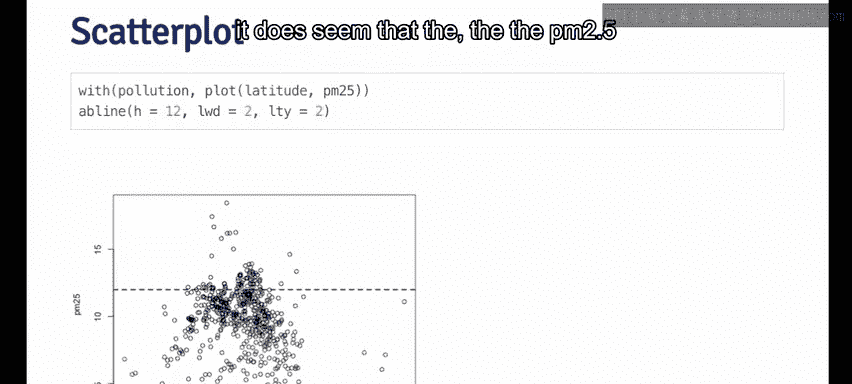 Scatterplot
it does seem that the, the the pm2.5
with(pollution, plot(latitude, pm25))
abline(h = 12, lwd = 2, lty = 2)
15
pm25
10